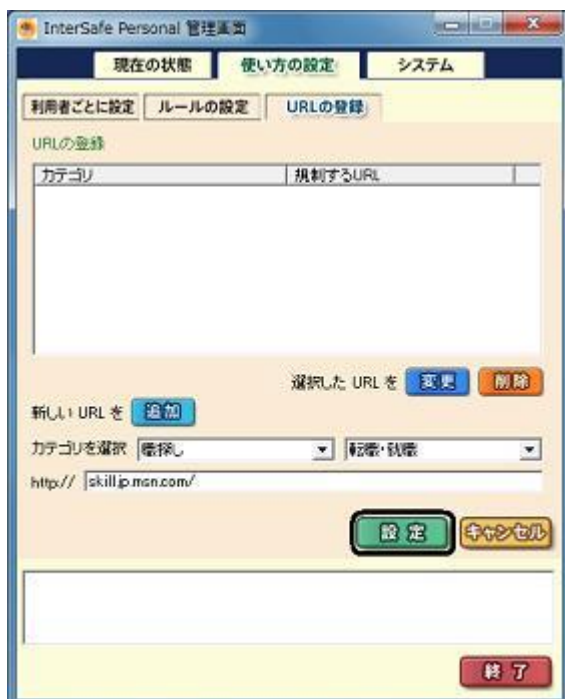 InterSafe Personal 管理画面
現在の状態 使い方の設定 システム
利用者ごとに設定 ルールの設定 URLの登録
URLの登録
カテゴリ 規制するURL
選択した URL を 変更 削除
新しい URL を 追加
カテゴリを選択 職探し 転職・就職
http:// skill.jp.msn.com/
設定 キャンセル
終了